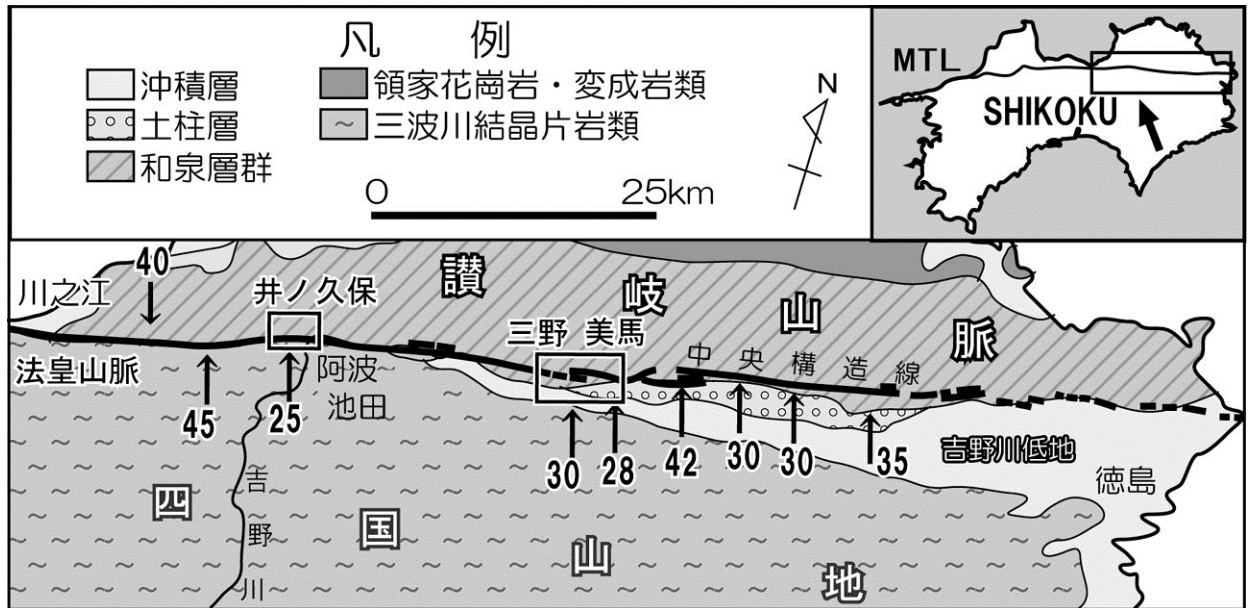 凡 例
沖積層
土柱層
和泉層群
領家花崗岩・変成岩類
三波川結晶片岩類
0 25km
N
MTL
SHIKOKU
40
川之江
井ノ久保
讃岐山脈
三野 美馬
中央構造線
法皇山脈
阿波
池田
45
25
30
28
42
30
30
35
吉野川低地
徳島
吉野川
四国山地